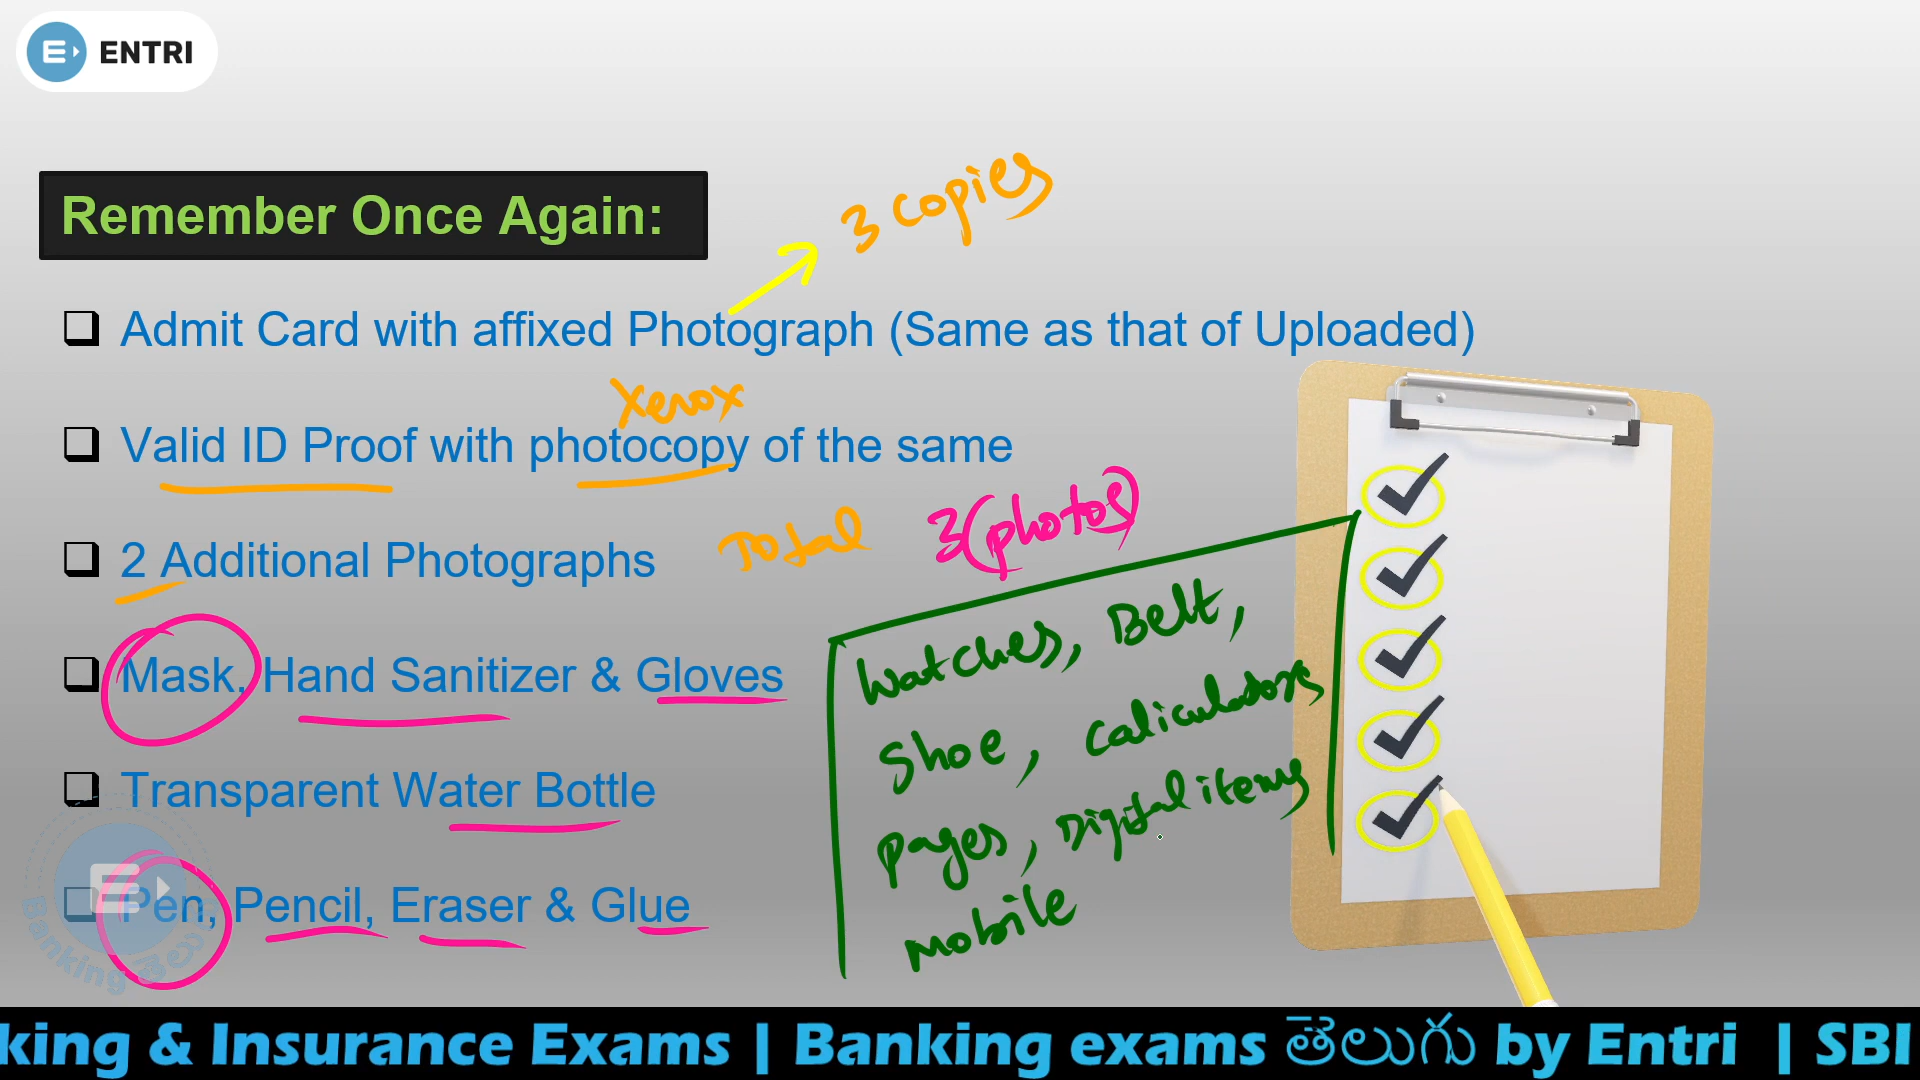 ENTRI
3 copies
Remember Once Again:
Admit Card with affixed Photograph (Same as that of Uploaded)
Xerox
Valid ID Proof with photocopy of the same
2 Additional Photographs Total 3(photos)
Mask, Hand Sanitizer & Gloves
Watches, Belt,
Shoe, Caliculators
Transparent Water Bottle
pages, Digital items
Pen, Pencil, Eraser & Glue
mobile
Banking తెలుగు
king & Insurance Exams | Banking exams తెలుగు by Entri | SBI